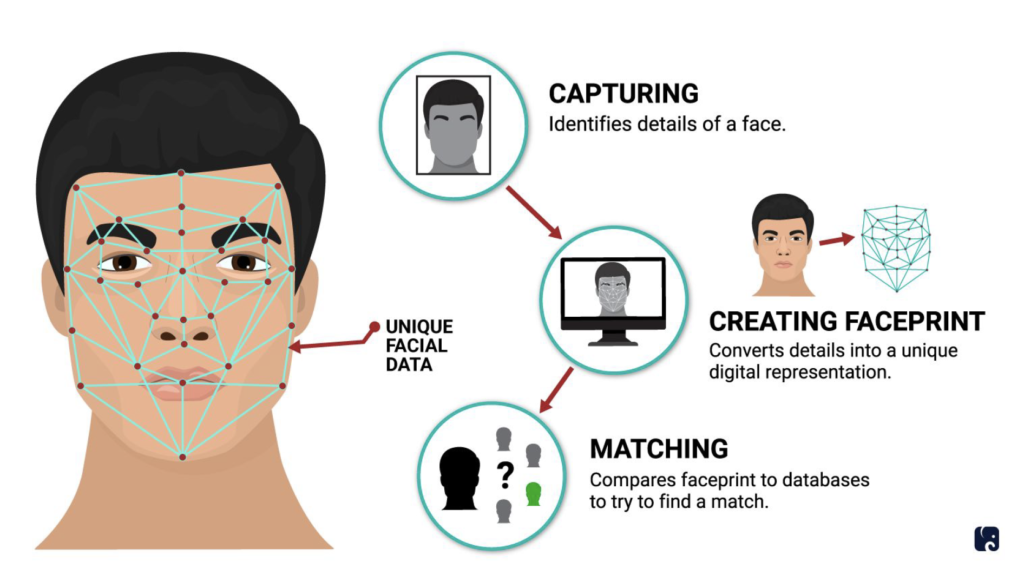 CAPTURING
Identifies details of a face.
UNIQUE
FACIAL
DATA
CREATING FACEPRINT
Converts details into a unique
digital representation.
?
MATCHING
Compares faceprint to databases
to try to find a match.